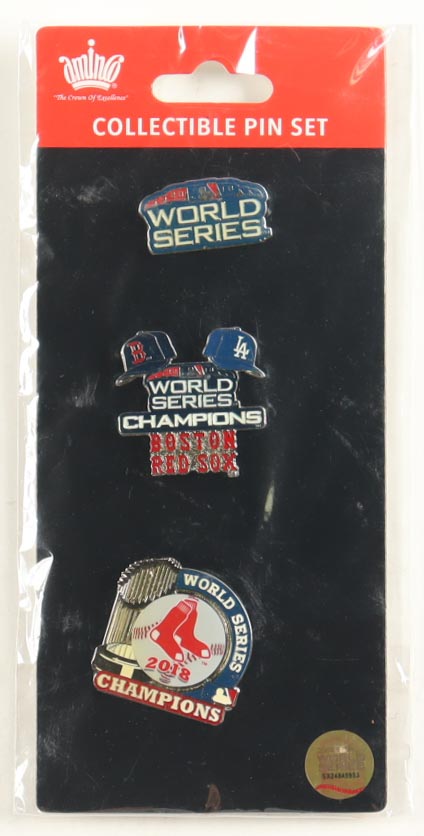 aminco
"The Crown Of Excellence"
COLLECTIBLE PIN SET
WORLD
SERIES
B
LA
WORLD
SERIES
CHAMPIONS
BOSTON
RED SOX
WORLD SERIES
2018
CHAMPIONS